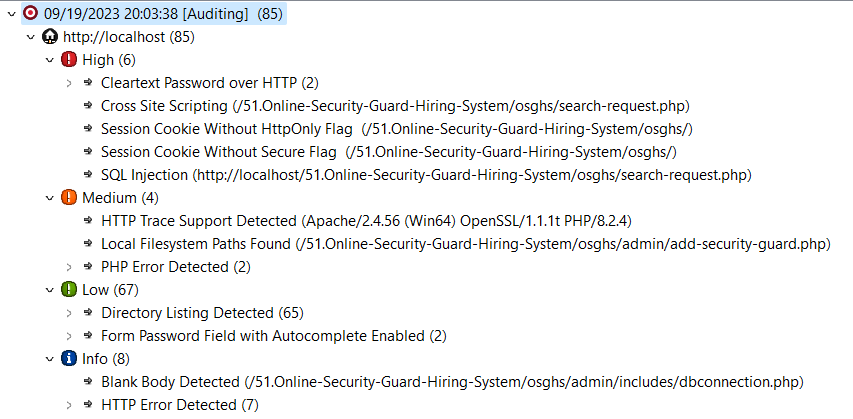 09/19/2023 20:03:38 [Auditing] (85)
http://localhost (85)
High (6)
Cleartext Password over HTTP (2)
Cross Site Scripting (/51.Online-Security-Guard-Hiring-System/osghs/search-request.php)
Session Cookie Without HttpOnly Flag (/51.Online-Security-Guard-Hiring-System/osghs/)
Session Cookie Without Secure Flag (/51.Online-Security-Guard-Hiring-System/osghs/)
SQL Injection (http://localhost/51.Online-Security-Guard-Hiring-System/osghs/search-request.php)
Medium (4)
HTTP Trace Support Detected (Apache/2.4.56 (Win64) OpenSSL/1.1.1t PHP/8.2.4)
Local Filesystem Paths Found (/51.Online-Security-Guard-Hiring-System/osghs/admin/add-security-guard.php)
PHP Error Detected (2)
Low (67)
Directory Listing Detected (65)
Form Password Field with Autocomplete Enabled (2)
Info (8)
Blank Body Detected (/51.Online-Security-Guard-Hiring-System/osghs/admin/includes/dbconnection.php)
HTTP Error Detected (7)